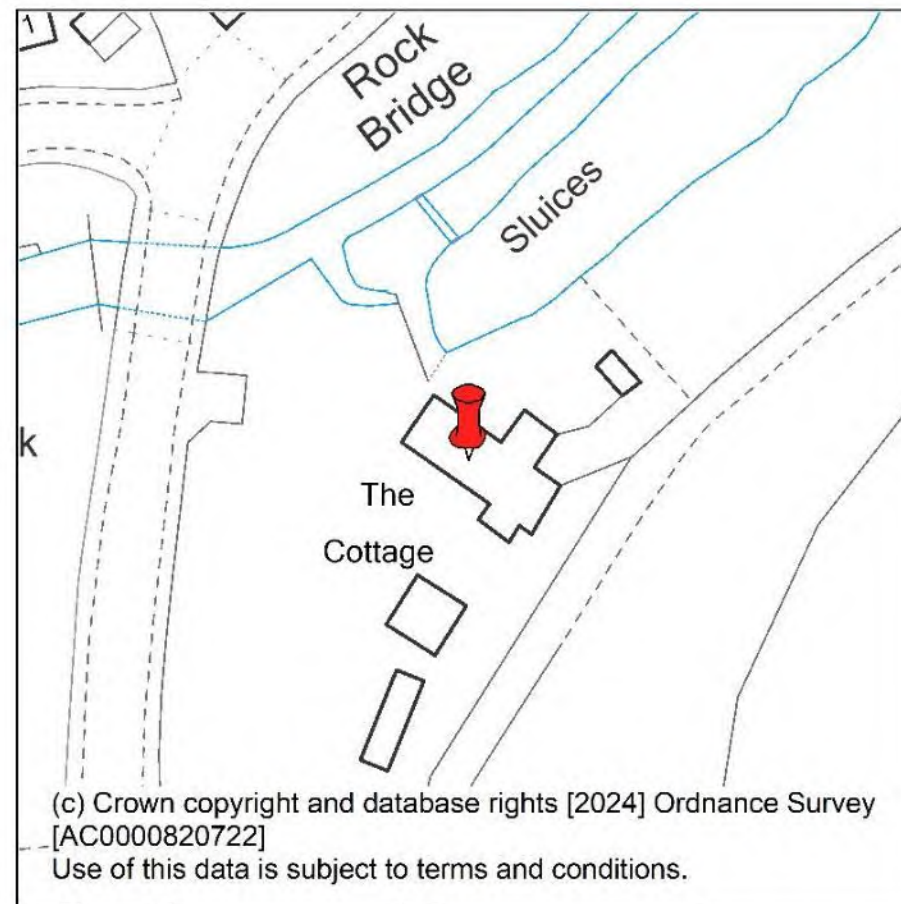 1
Rock
Bridge
Sluices
k
The
Cottage
(c) Crown copyright and database rights [2024] Ordnance Survey
[AC0000820722]
Use of this data is subject to terms and conditions.